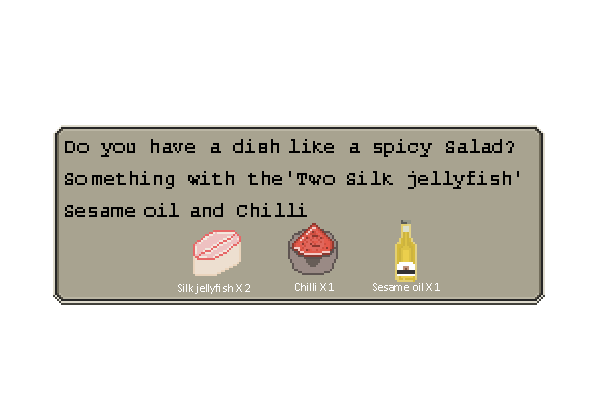 Do you have a dish like a spicy Salad?
Something with the'Two Silk jellyfish'
Sesame oil and Chilli
Silk jellyfish X 2 Chilli X 1 Sesame oil X 1